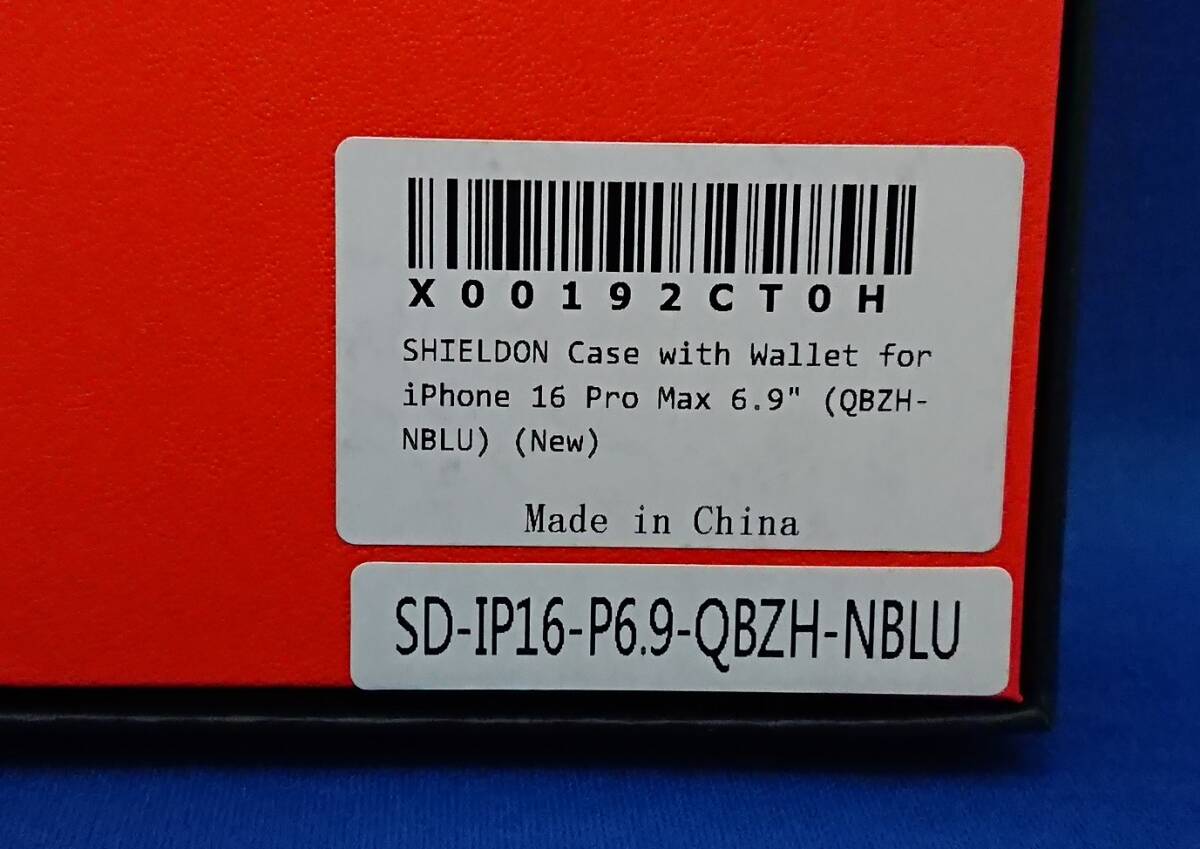 X00192CT0H
SHIELDON Case with Wallet for
iPhone 16 Pro Max 6.9" (QBZH-
NBLU) (New)
Made in China
SD-IP16-P6.9-QBZH-NBLU